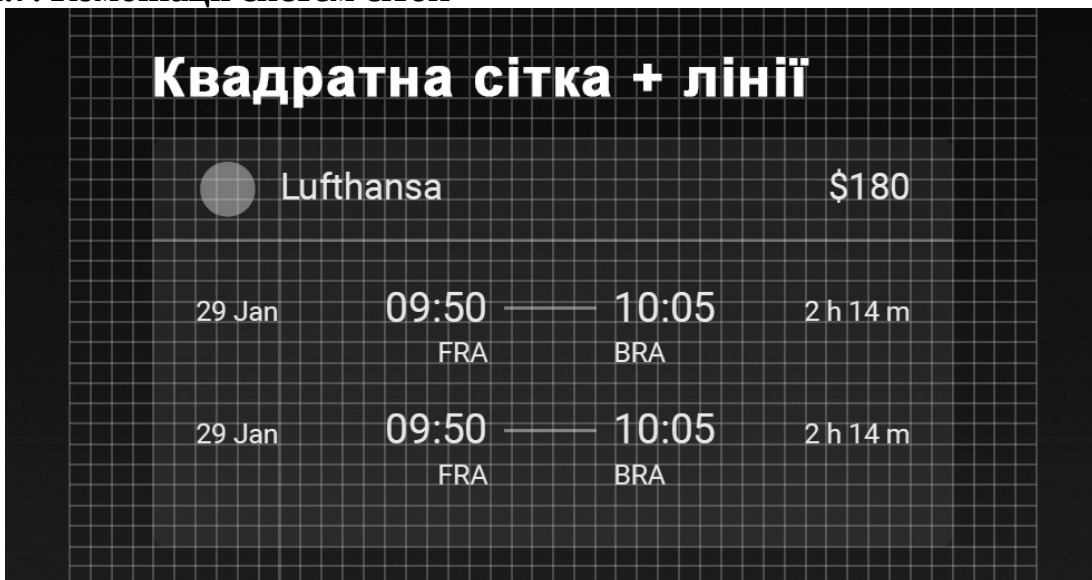 Квадратна сітка + лінії
Lufthansa $180
29 Jan 09:50 10:05 2 h 14 m
FRA BRA
29 Jan 09:50 10:05 2 h 14 m
FRA BRA